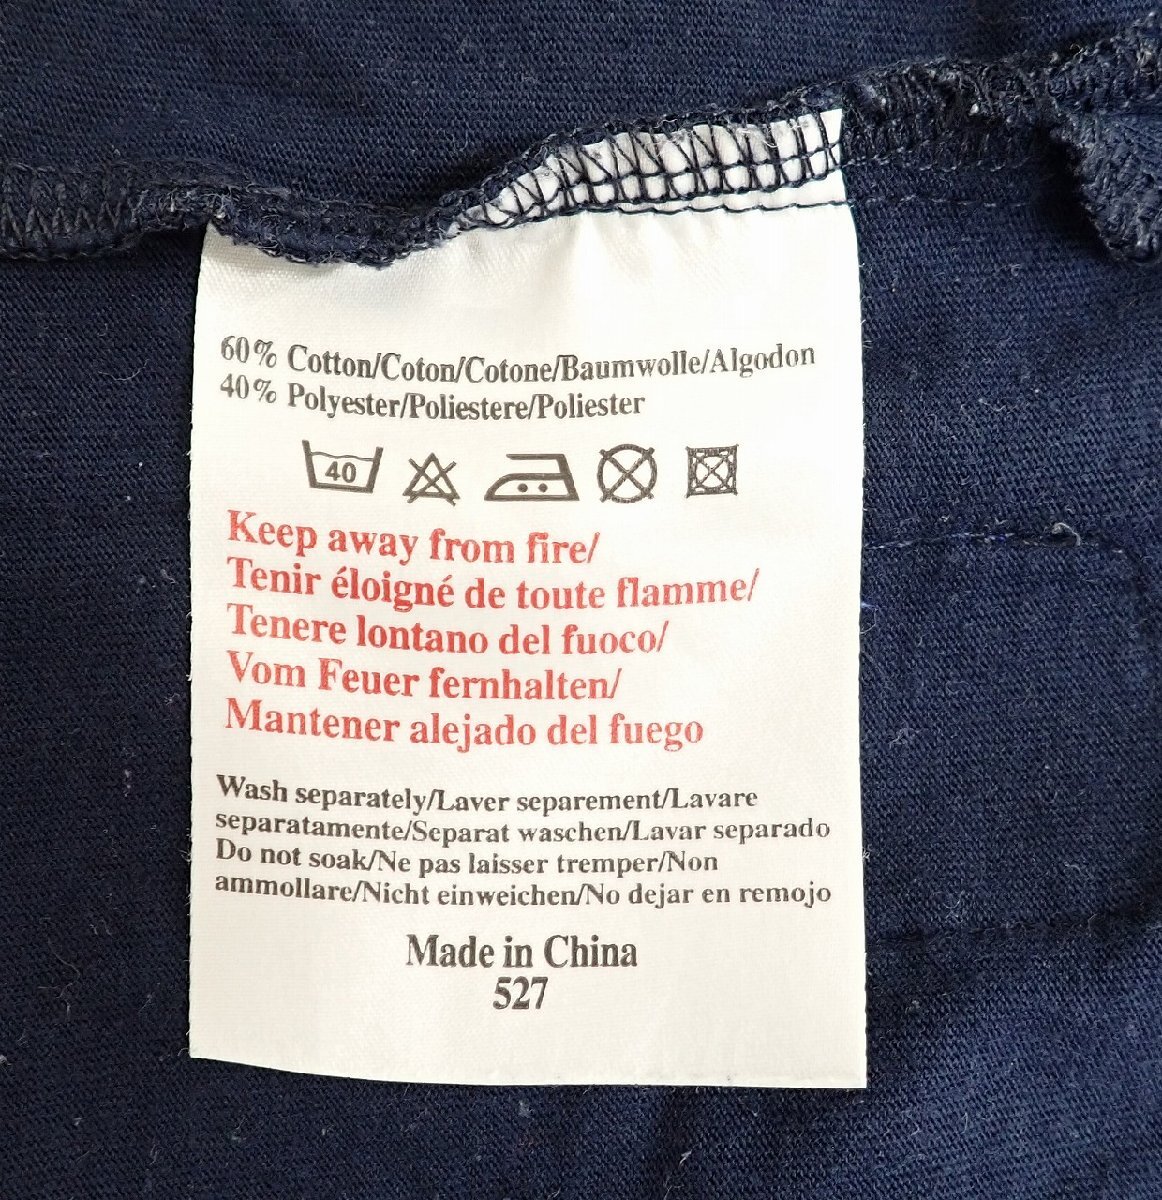 60% Cotton/Coton/Cotone/Baumwolle/Algodon
40% Polyester/Poliestere/Poliester
40
Keep away from fire/
Tenir éloigné de toute flamme/
Tenere lontano del fuoco/
Vom Feuer fernhalten/
Mantener alejado del fuego
Wash separately/Laver separement/Lavare
separatamente/Separat waschen/Lavar separado
Do not soak/Ne pas laisser tremper/Non
ammollare/Nicht einweichen/No dejar en remojo
Made in China
527